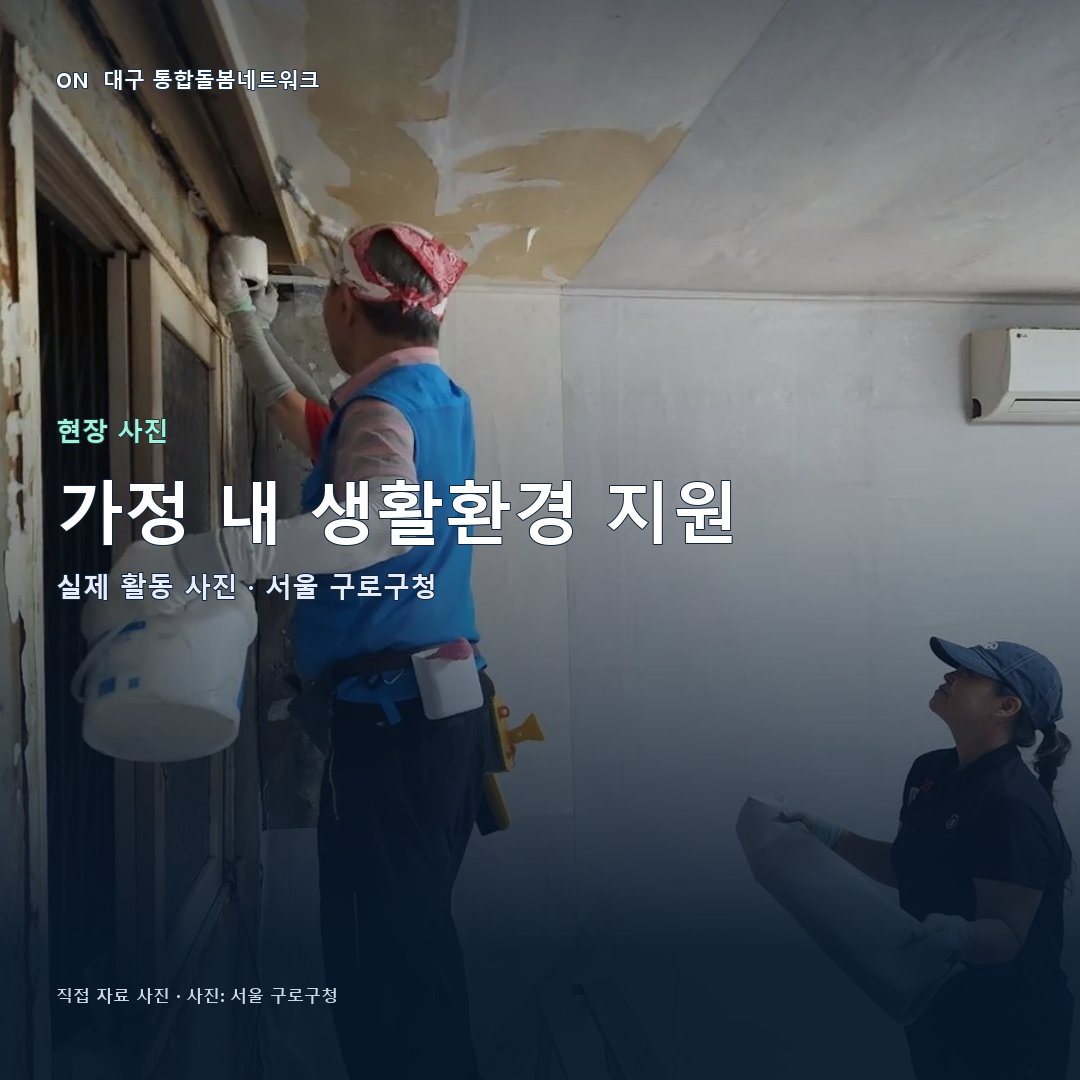 ON 대구 통합돌봄네트워크
현장 사진
가정 내 생활환경 지원
실제 활동 사진 · 서울 구로구청
직접 자료 사진 · 사진: 서울 구로구청